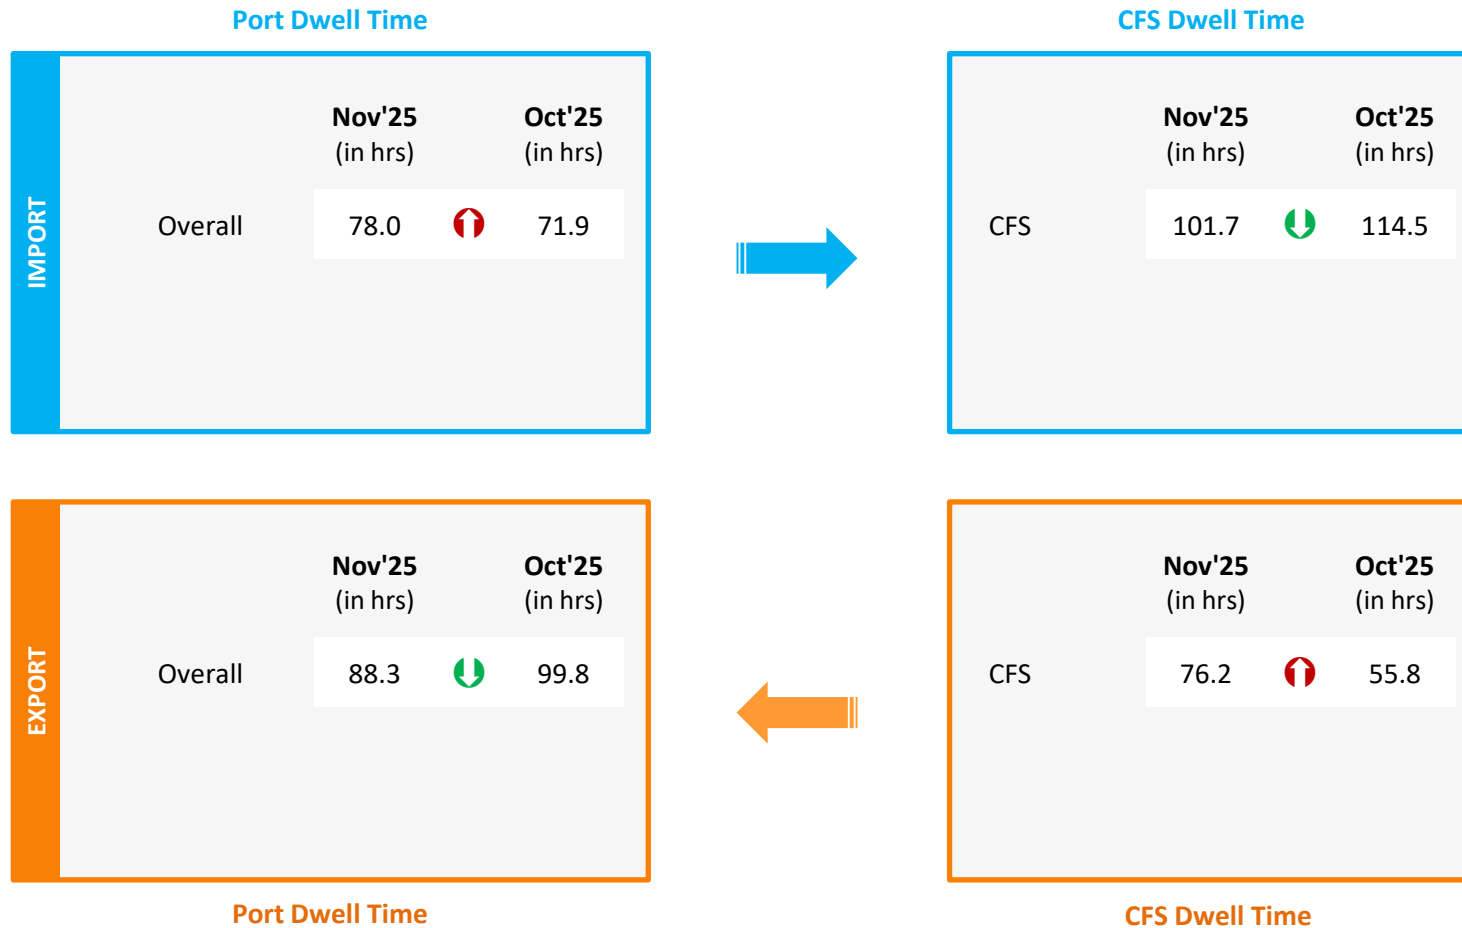 Port Dwell Time
CFS Dwell Time
IMPORT
Nov'25 Oct'25
(in hrs) (in hrs)
Overall 78.0 71.9
Nov'25 Oct'25
(in hrs) (in hrs)
CFS 101.7 114.5
EXPORT
Nov'25 Oct'25
(in hrs) (in hrs)
Overall 88.3 99.8
Nov'25 Oct'25
(in hrs) (in hrs)
CFS 76.2 55.8
Port Dwell Time
CFS Dwell Time